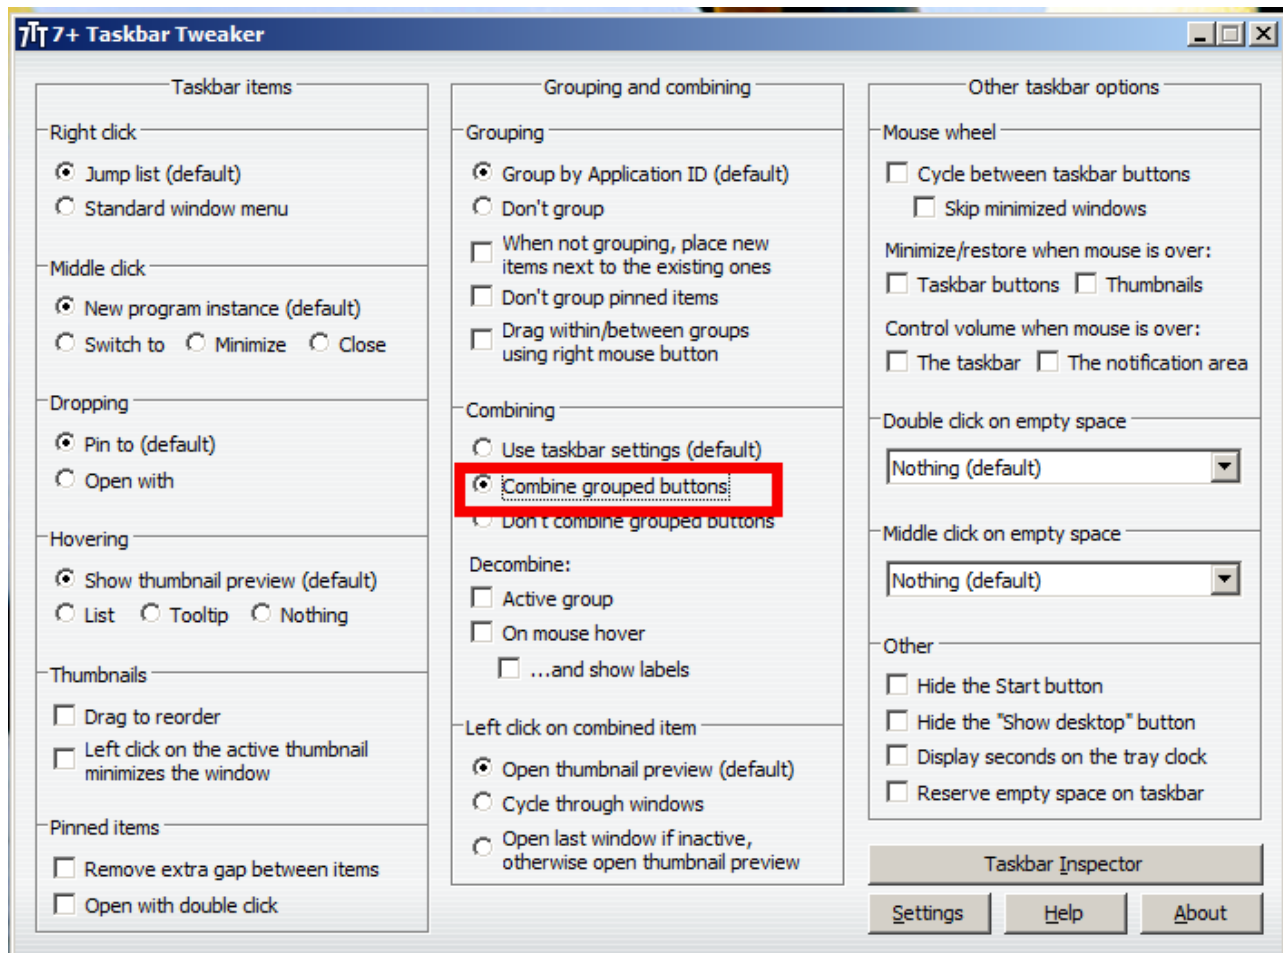 7+ Taskbar Tweaker
Taskbar items
Right click
Jump list (default)
Standard window menu
Middle click
New program instance (default)
Switch to Minimize Close
Dropping
Pin to (default)
Open with
Hovering
Show thumbnail preview (default)
List Tooltip Nothing
Thumbnails
Drag to reorder
Left click on the active thumbnail
minimizes the window
Pinned items
Remove extra gap between items
Open with double click
Grouping and combining
Grouping
Group by Application ID (default)
Don't group
When not grouping, place new
items next to the existing ones
Don't group pinned items
Drag within/between groups
using right mouse button
Combining
Use taskbar settings (default)
Combine grouped buttons
Don't combine grouped buttons
Decombine:
Active group
On mouse hover
...and show labels
Left click on combined item
Open thumbnail preview (default)
Cycle through windows
Open last window if inactive,
otherwise open thumbnail preview
Other taskbar options
Mouse wheel
Cycle between taskbar buttons
Skip minimized windows
Minimize/restore when mouse is over:
Taskbar buttons Thumbnails
Control volume when mouse is over:
The taskbar The notification area
Double click on empty space
Nothing (default)
Middle click on empty space
Nothing (default)
Other
Hide the Start button
Hide the "Show desktop" button
Display seconds on the tray clock
Reserve empty space on taskbar
Taskbar Inspector
Settings Help About